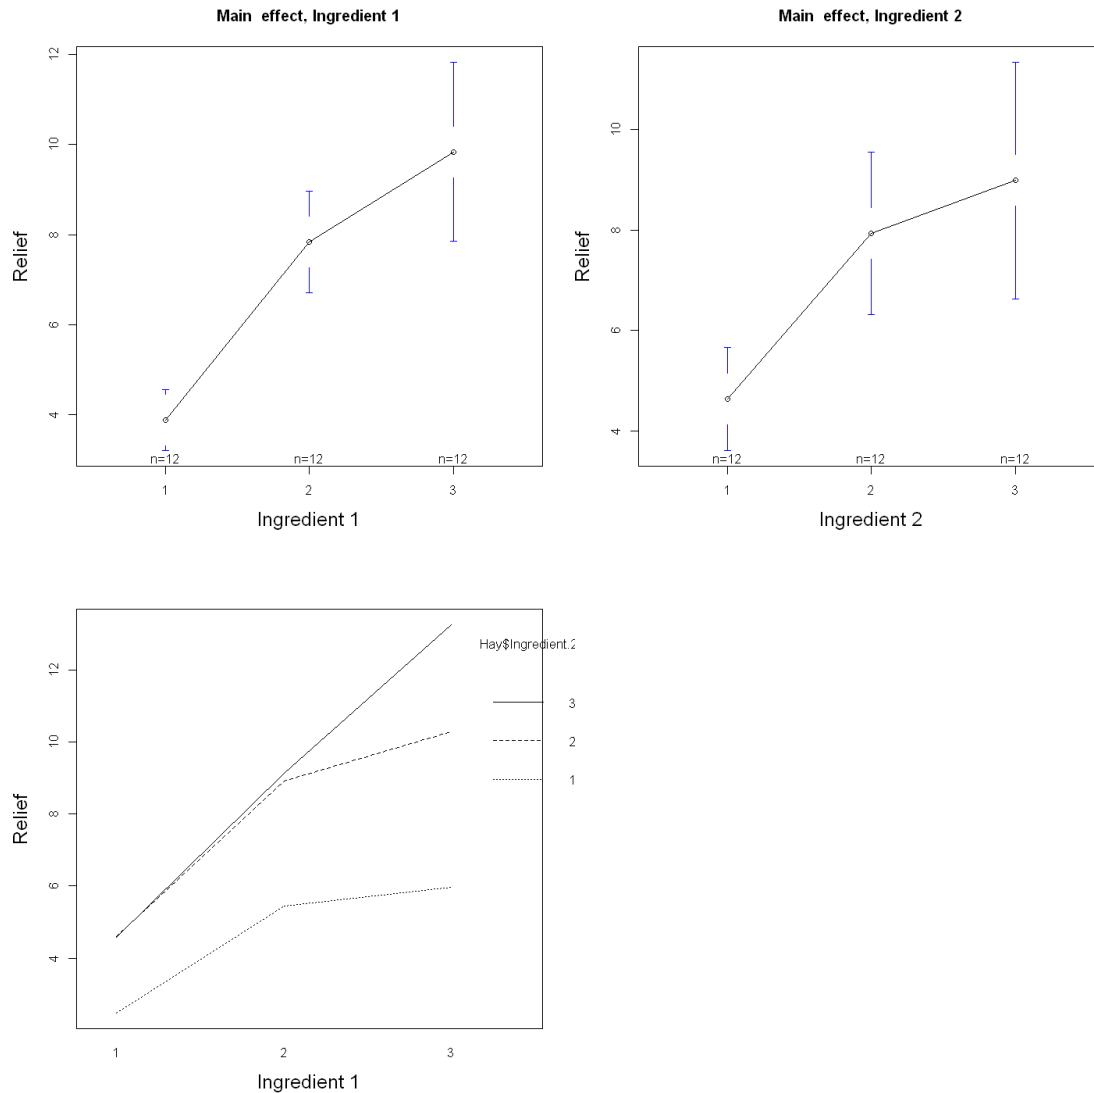 Main effect, Ingredient 1
12
10
8
6
4
Relief
n=12 n=12 n=12
1 2 3
Ingredient 1
Main effect, Ingredient 2
10
8
6
4
Relief
n=12 n=12 n=12
1 2 3
Ingredient 2
12
10
8
6
4
Relief
Hay$Ingredient.2
3
2
1
1 2 3
Ingredient 1